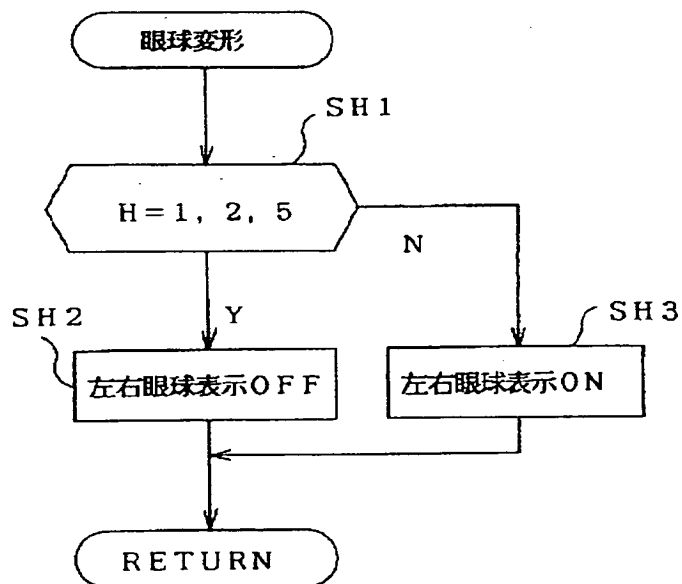 眼球変形
SH1
H=1, 2, 5
N
Y
SH2
SH3
左右眼球表示OFF
左右眼球表示ON
RETURN